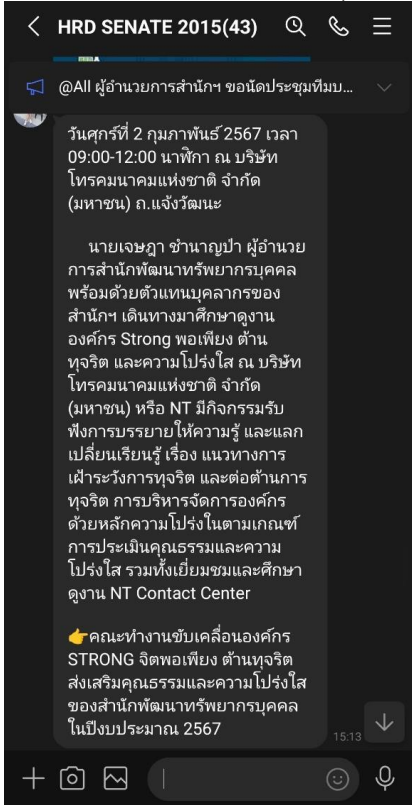 HRD SENATE 2015(43)
@All ผู้อำนวยการสำนักฯ ขอนัดประชุมทีมบ...
วันศุกร์ที่ 2 กุมภาพันธ์ 2567 เวลา
09:00-12:00 นาฬิกา ณ บริษัท
โทรคมนาคมแห่งชาติ จำกัด
(มหาชน) ถ.แจ้งวัฒนะ
นายเจษฎา ชำนาญป่า ผู้อำนวย
การสำนักพัฒนาทรัพยากรบุคคล
พร้อมด้วยตัวแทนบุคลากรของ
สำนักฯ เดินทางมาศึกษาดูงาน
องค์กร Strong พอเพียง ต้าน
ทุจริต และความโปร่งใส ณ บริษัท
โทรคมนาคมแห่งชาติ จำกัด
(มหาชน) หรือ NT มีกิจกรรมรับ
ฟังการบรรยายให้ความรู้ และแลก
เปลี่ยนเรียนรู้ เรื่อง แนวทางการ
เฝ้าระวังการทุจริต และต่อต้านการ
ทุจริต การบริหารจัดการองค์กร
ด้วยหลักความโปร่งในตามเกณฑ์
การประเมินคุณธรรมและความ
โปร่งใส รวมทั้งเยี่ยมชมและศึกษา
ดูงาน NT Contact Center
👉คณะทำงานขับเคลื่อนองค์กร
STRONG จิตพอเพียง ต้านทุจริต
ส่งเสริมคุณธรรมและความโปร่งใส
ของสำนักพัฒนาทรัพยากรบุคคล
ในปีงบประมาณ 2567
15:13